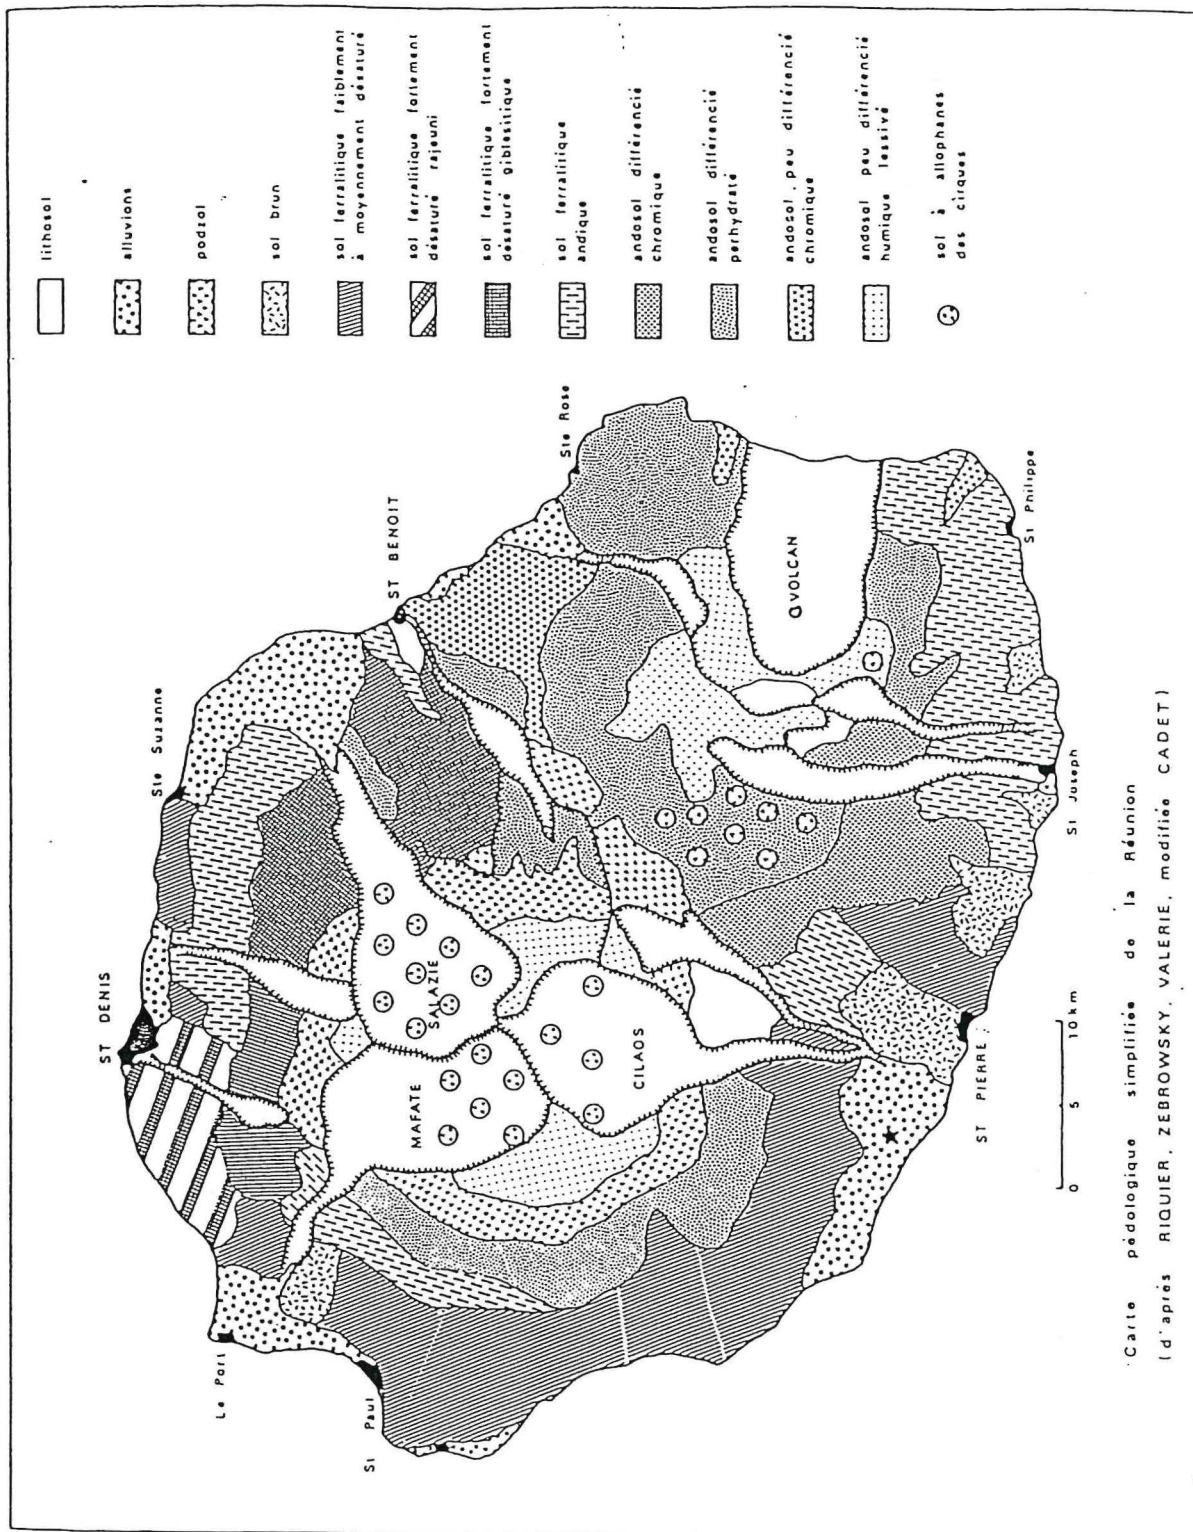 lithosol
alluvions
podzol
sol brun
sol ferralitique faiblement
à moyennement désaturé
sol ferralitique fortement
désaturé rajeuni
sol ferralitique fortement
désaturé gibbsitique
sol ferralitique
andique
andosol différencié
chromique
andosol différencié
perhydraté
andosol peu différencié
chromique
andosol peu différencié
humique lessivé
sol à allophanes
des cirques
Ste Rose
ST BENOIT
Ste Suzanne
ST DENIS
Le Port
St Paul
VOLCAN
SALAZIE
MAFATE
CILAOS
St Philippe
St Joseph
ST PIERRE
0 5 10 km
Carte pédologique simplifiée de la Réunion
(d'après RIQUIER, ZEBROWSKY, VALERIE, modifiée CADET)